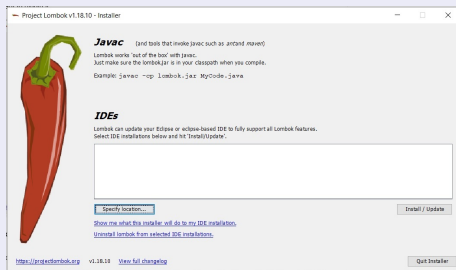 Project Lombok v1.18.10 - Installer
Javac (and tools that invoke javac such as ant and maven)
Lombok works 'out of the box' with javac.
Just make sure the lombok.jar is in your classpath when you compile.
Example: javac -cp lombok.jar MyCode.java
IDEs
Lombok can update your Eclipse or eclipse-based IDE to fully support all Lombok features.
Select IDE installations below and hit 'Install/Update'.
Specify location...
Install / Update
Show me what this installer will do to my IDE installation.
Uninstall lombok from selected IDE installations.
https://projectlombok.org v1.18.10 View full changelog
Quit Installer